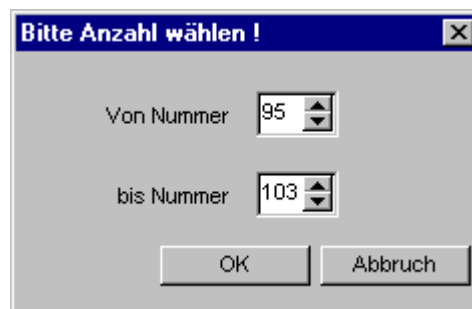 Bitte Anzahl wählen !
Von Nummer 95
bis Nummer 103
OK Abbruch